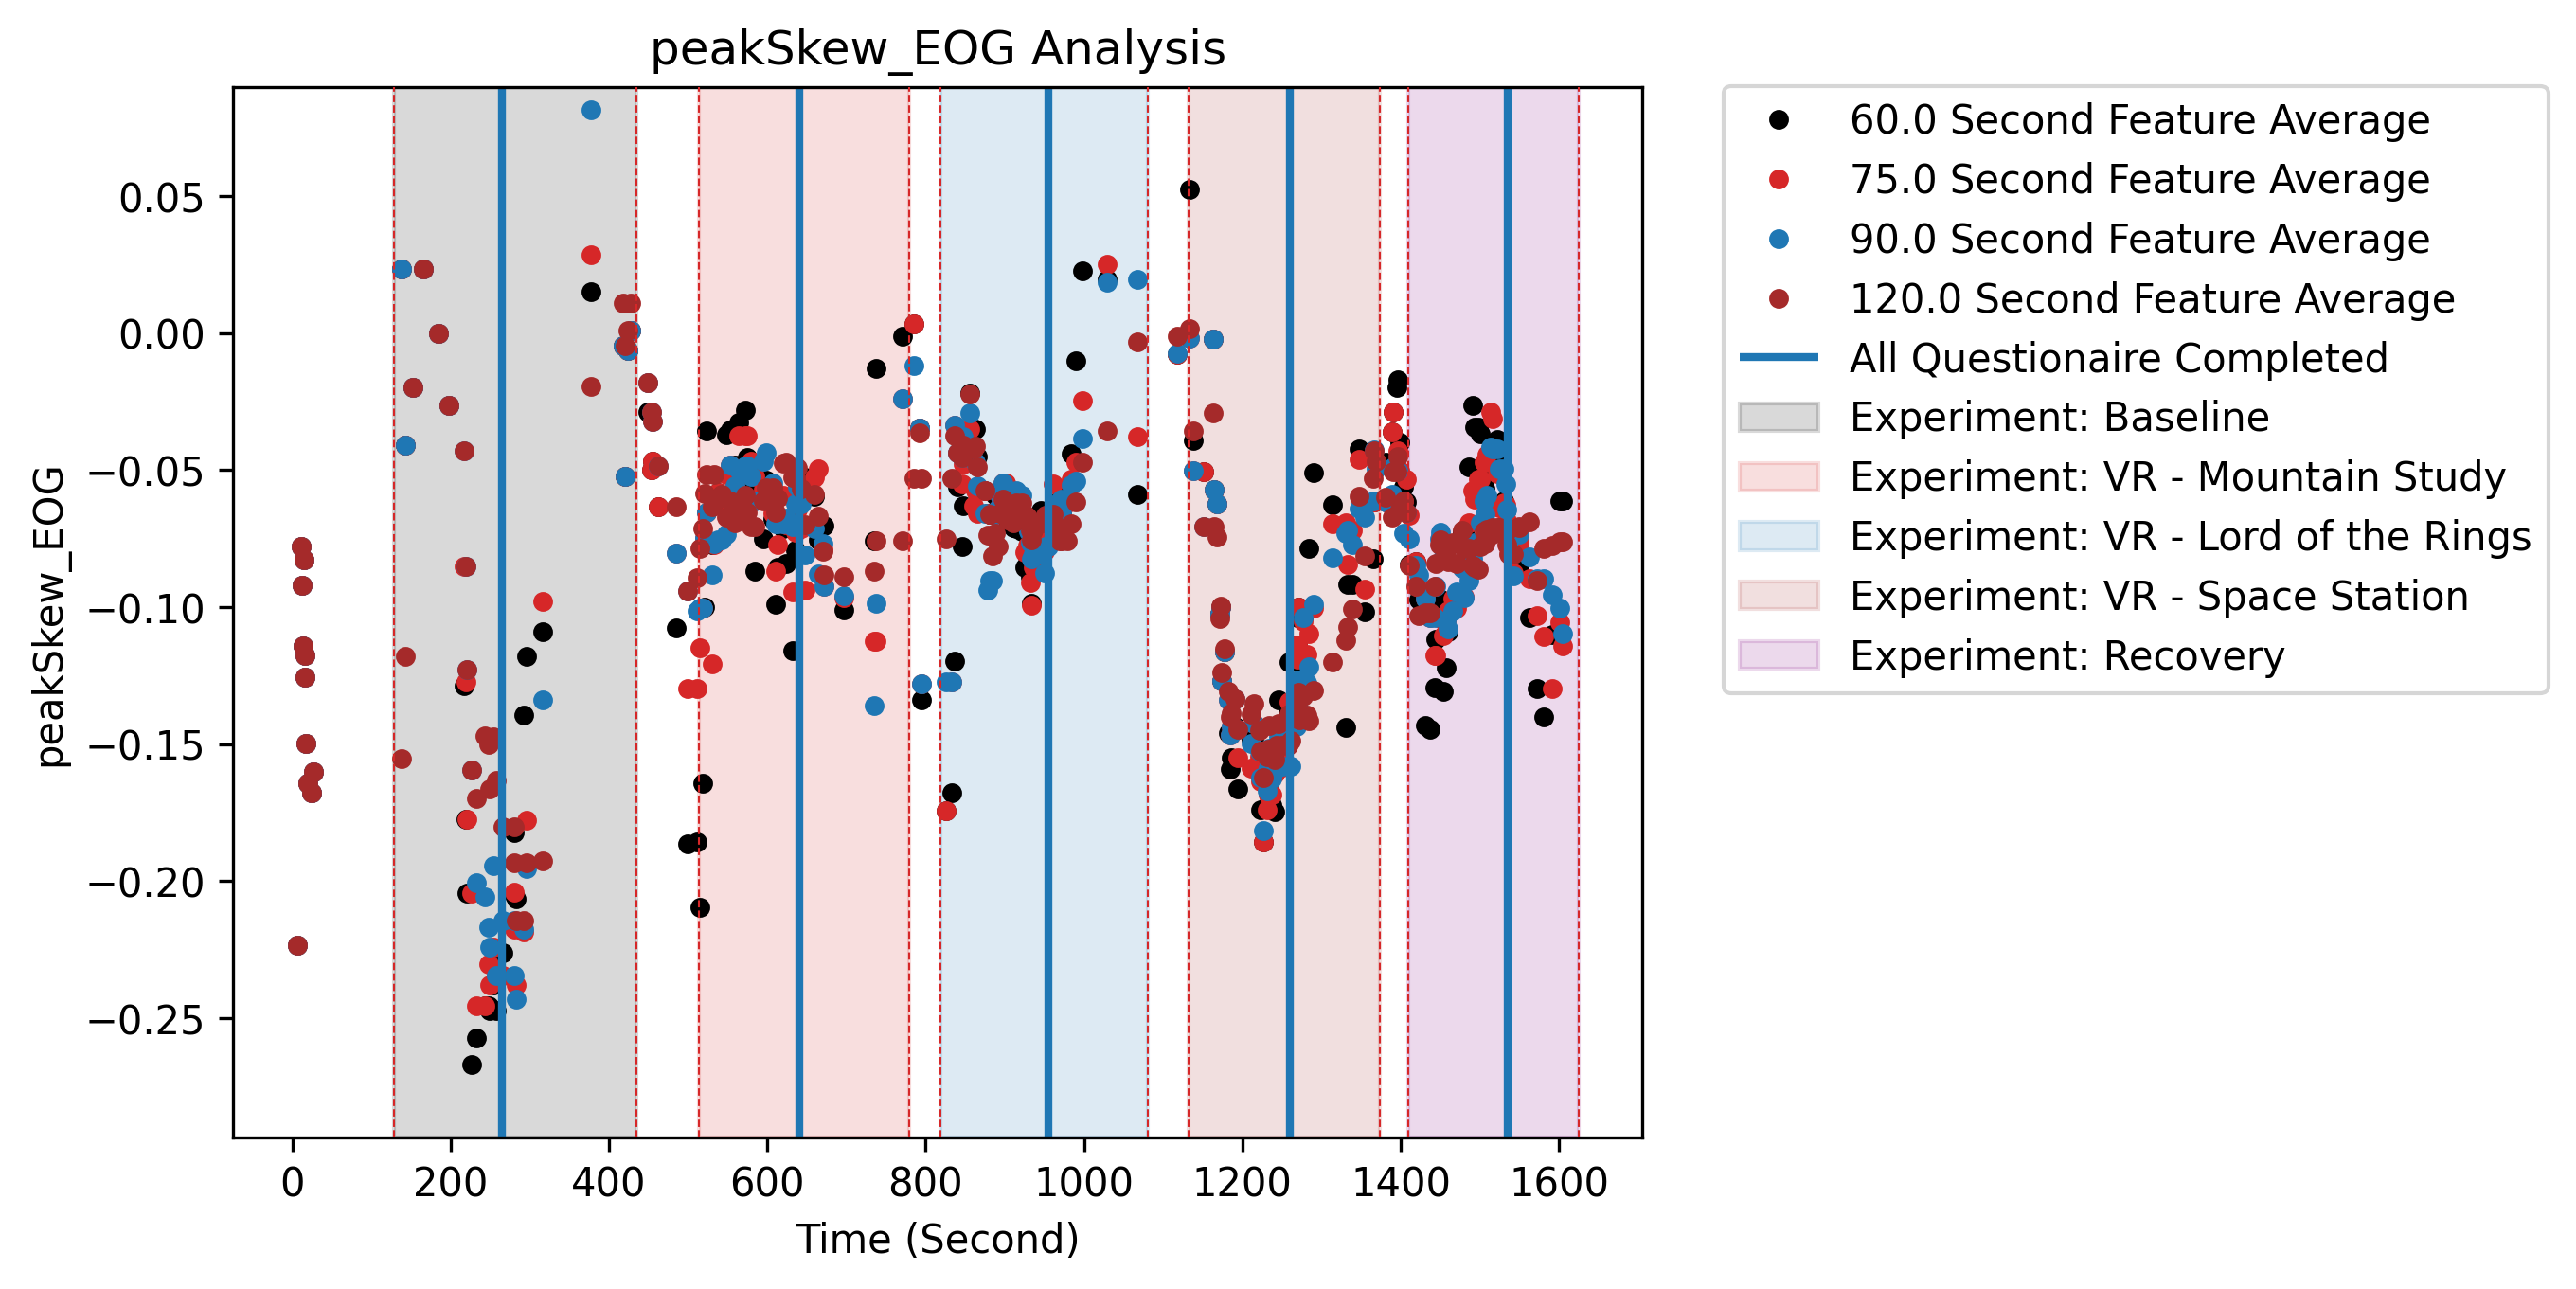 peakSkew_EOG Analysis
peakSkew_EOG
0.05
0.00
−0.05
−0.10
−0.15
−0.20
−0.25
0 200 400 600 800 1000 1200 1400 1600
Time (Second)
60.0 Second Feature Average
75.0 Second Feature Average
90.0 Second Feature Average
120.0 Second Feature Average
All Questionaire Completed
Experiment: Baseline
Experiment: VR - Mountain Study
Experiment: VR - Lord of the Rings
Experiment: VR - Space Station
Experiment: Recovery